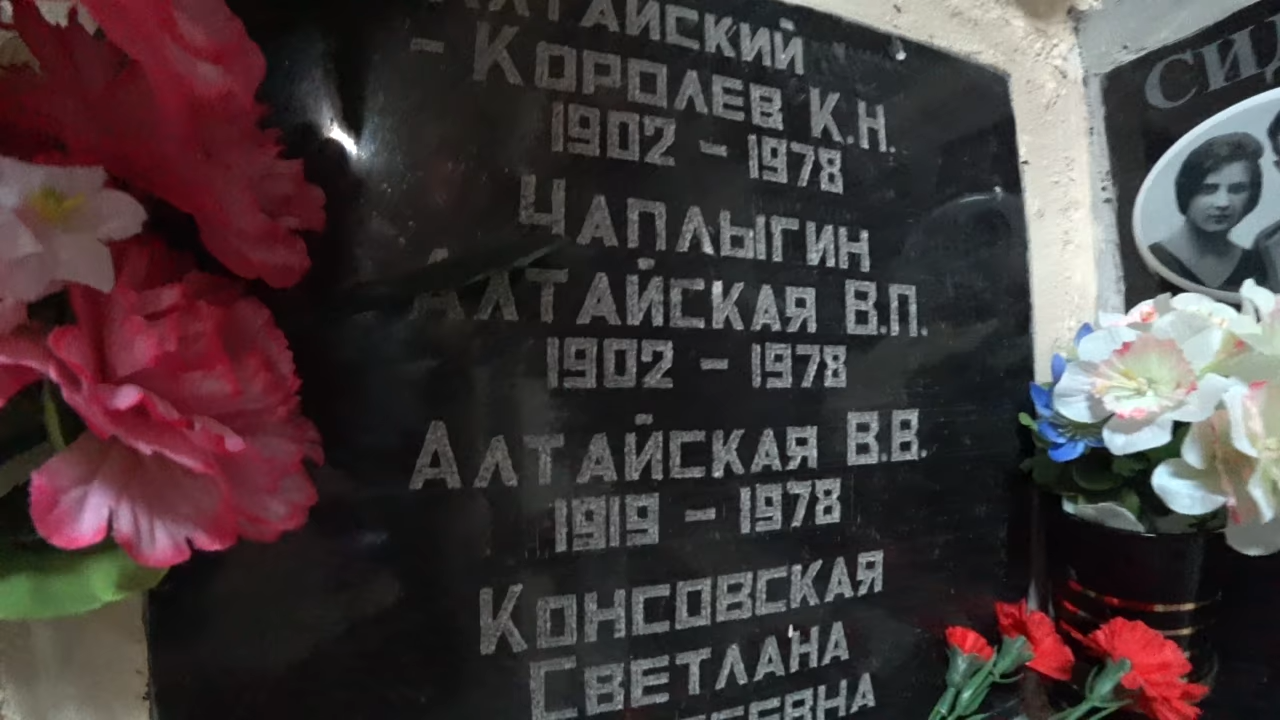 Алтайский
- Королев К.Н.
1902 - 1978
Чаплыгин
Алтайская В.П.
1902 - 1978
Алтайская В.В.
1919 - 1978
Консовская
Светлана